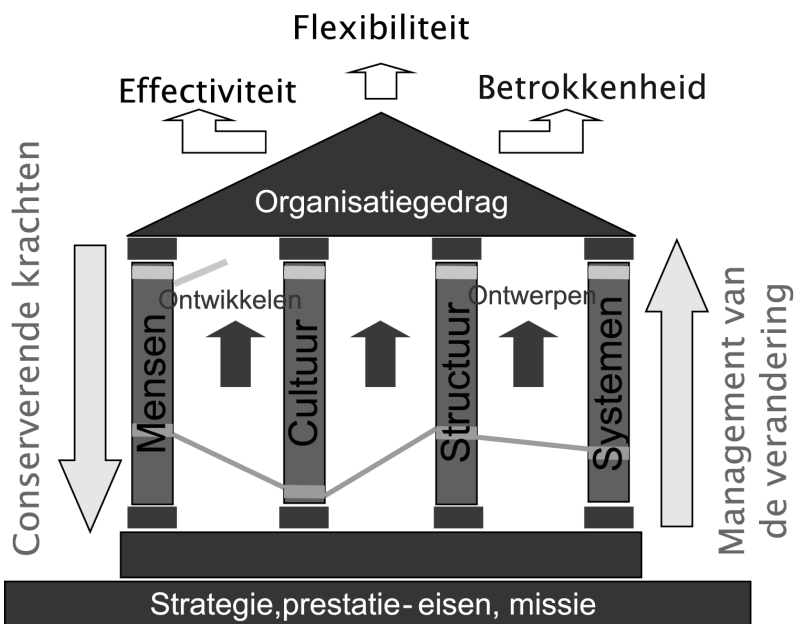 Flexibiliteit
Effectiviteit
Betrokkenheid
Organisatiegedrag
Conserverende krachten
Ontwikkelen
Ontwerpen
Mensen
Cultuur
Structuur
Systemen
Management van
de verandering
Strategie,prestatie- eisen, missie